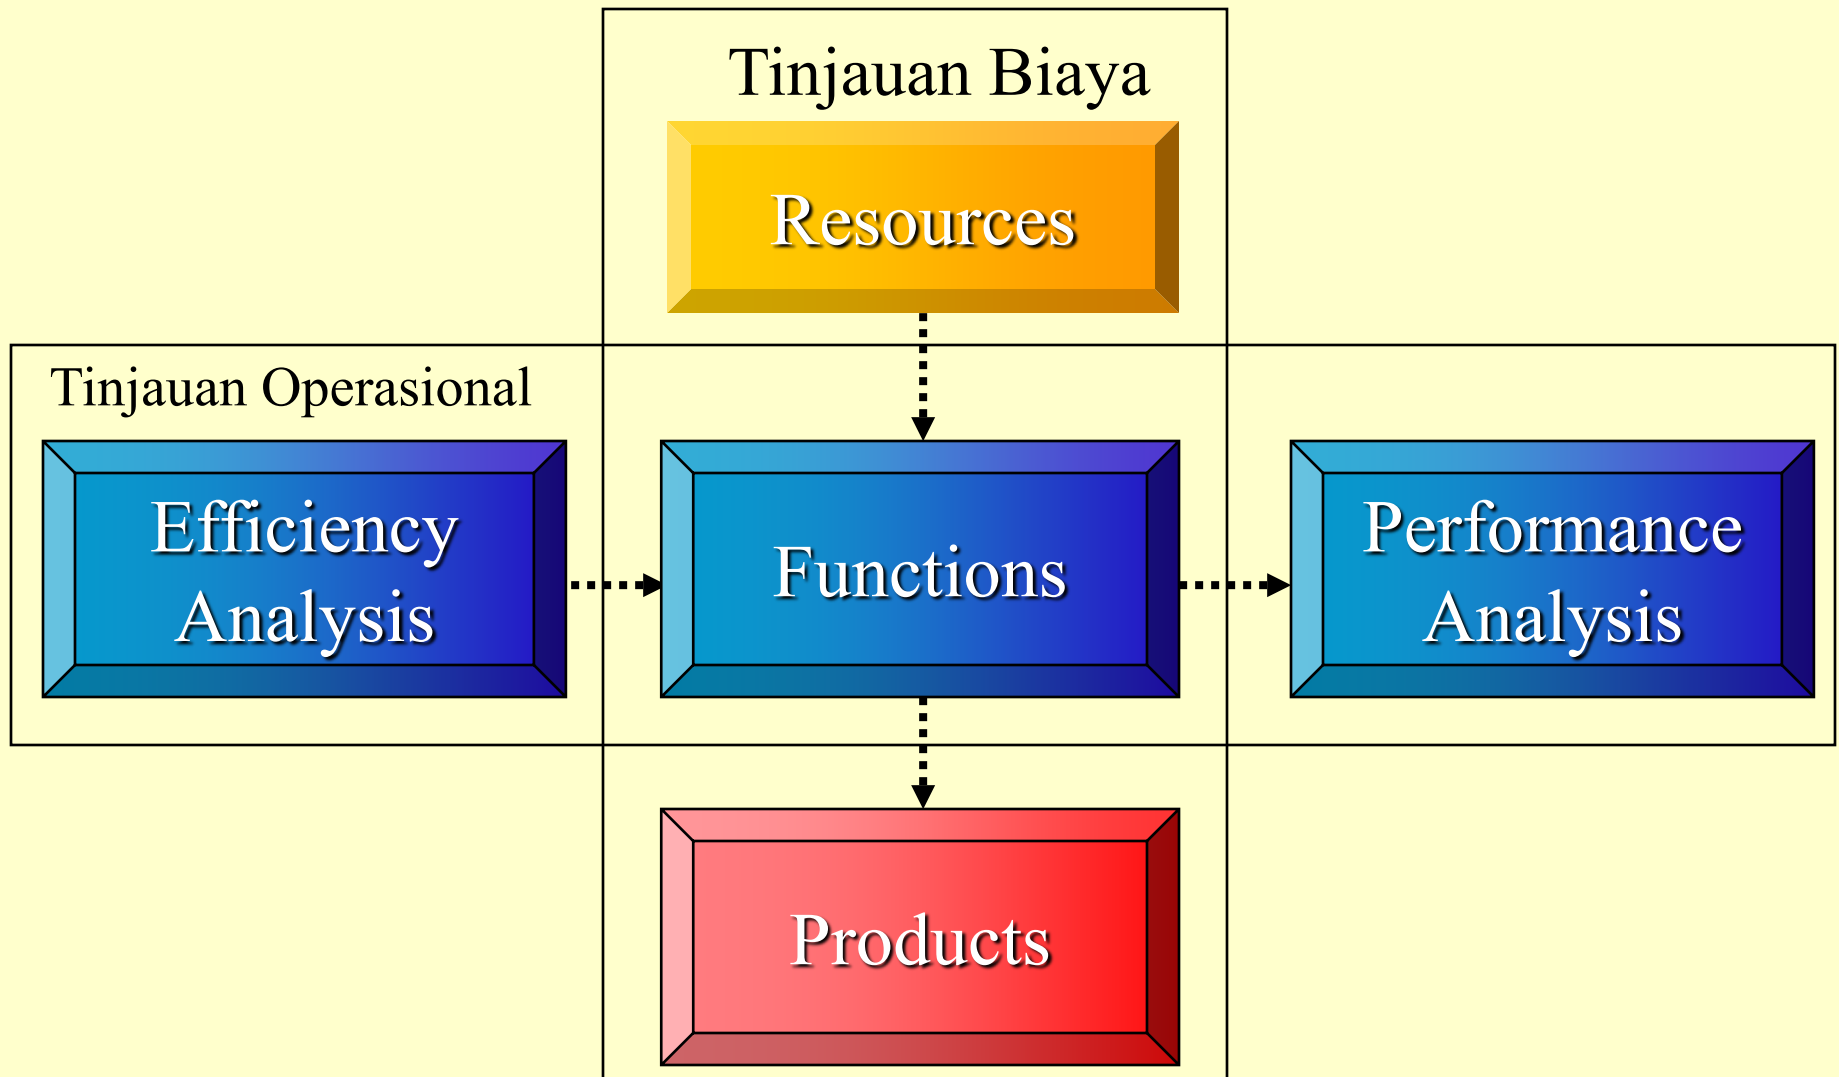 Tinjauan Biaya
Resources
Tinjauan Operasional
Efficiency
Analysis
Functions
Performance
Analysis
Products